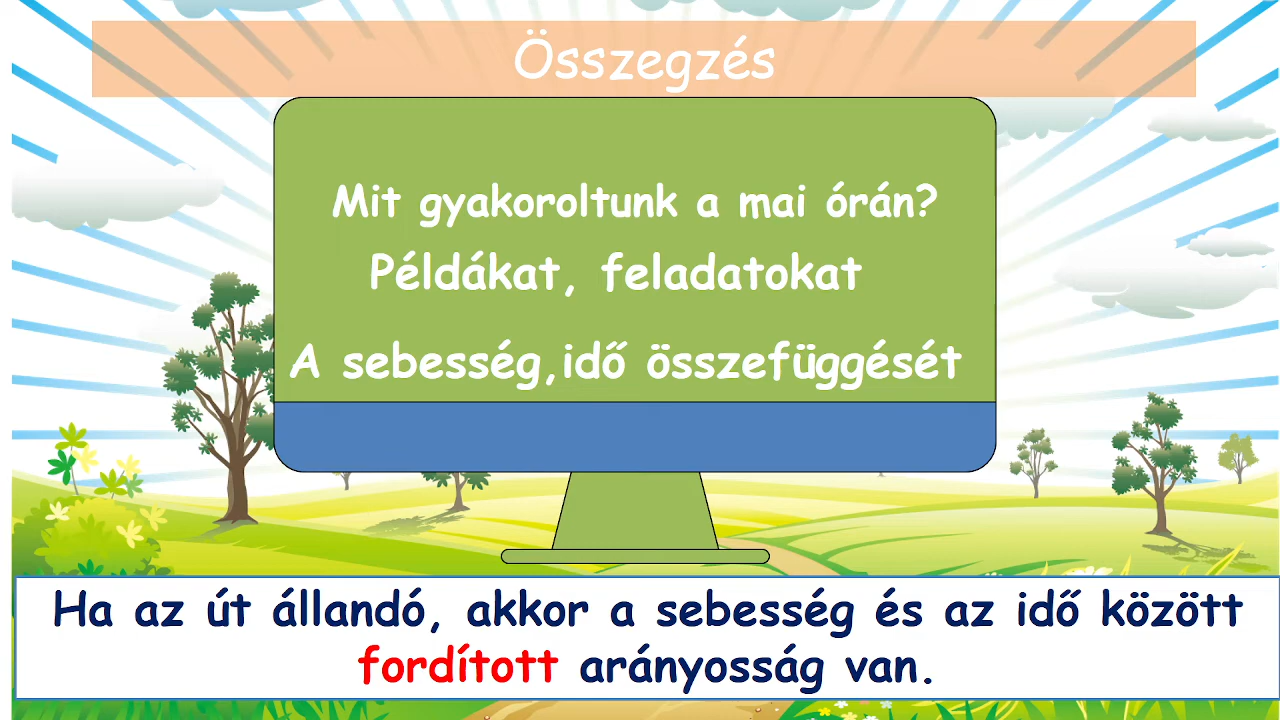 Összegzés
Mit gyakoroltunk a mai órán?
Példákat, feladatokat
A sebesség,idő összefüggését
Ha az út állandó, akkor a sebesség és az idő között
fordított arányosság van.